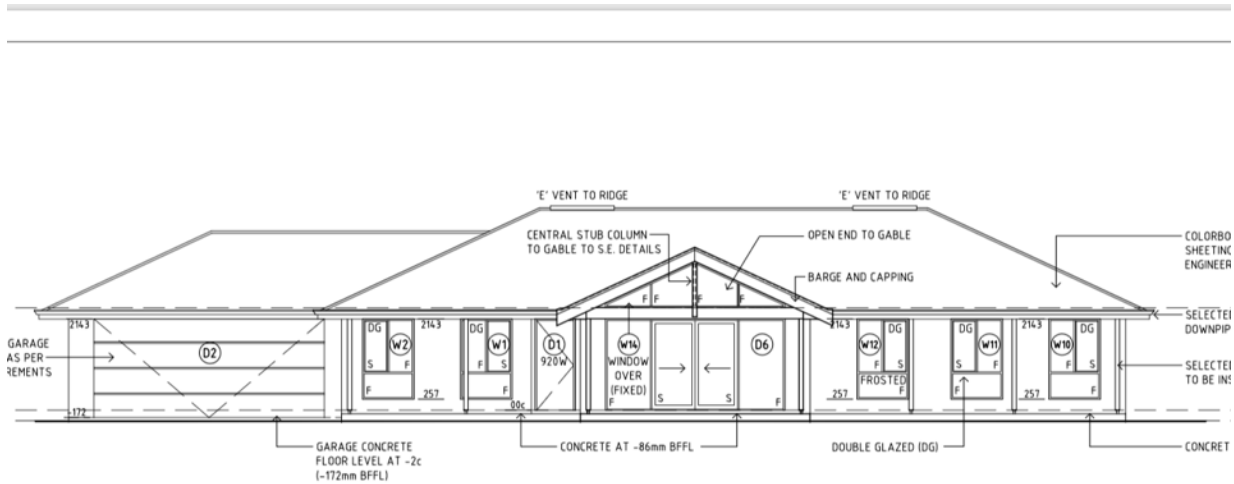 'E' VENT TO RIDGE
'E' VENT TO RIDGE
CENTRAL STUB COLUMN
TO GABLE TO S.E. DETAILS
OPEN END TO GABLE
BARGE AND CAPPING
COLORBO
SHEETING
ENGINEER
F
F
F
F
SELECTED
DOWNPIP
GARAGE
AS PER
REMENTS
2143
D2
-172
DG
W2
S
F
F
2143
257
DG
W1
F
S
F
D1
920W
00c
W14
WINDOW
OVER
(FIXED)
F
S
S
D6
F
2143
257
W12
DG
F
S
FROSTED
F
DG
W11
S
F
F
2143
257
W10
DG
F
S
F
SELECTED
TO BE INS
GARAGE CONCRETE
FLOOR LEVEL AT -2c
(-172mm BFFL)
CONCRETE AT -86mm BFFL
DOUBLE GLAZED (DG)
CONCRET